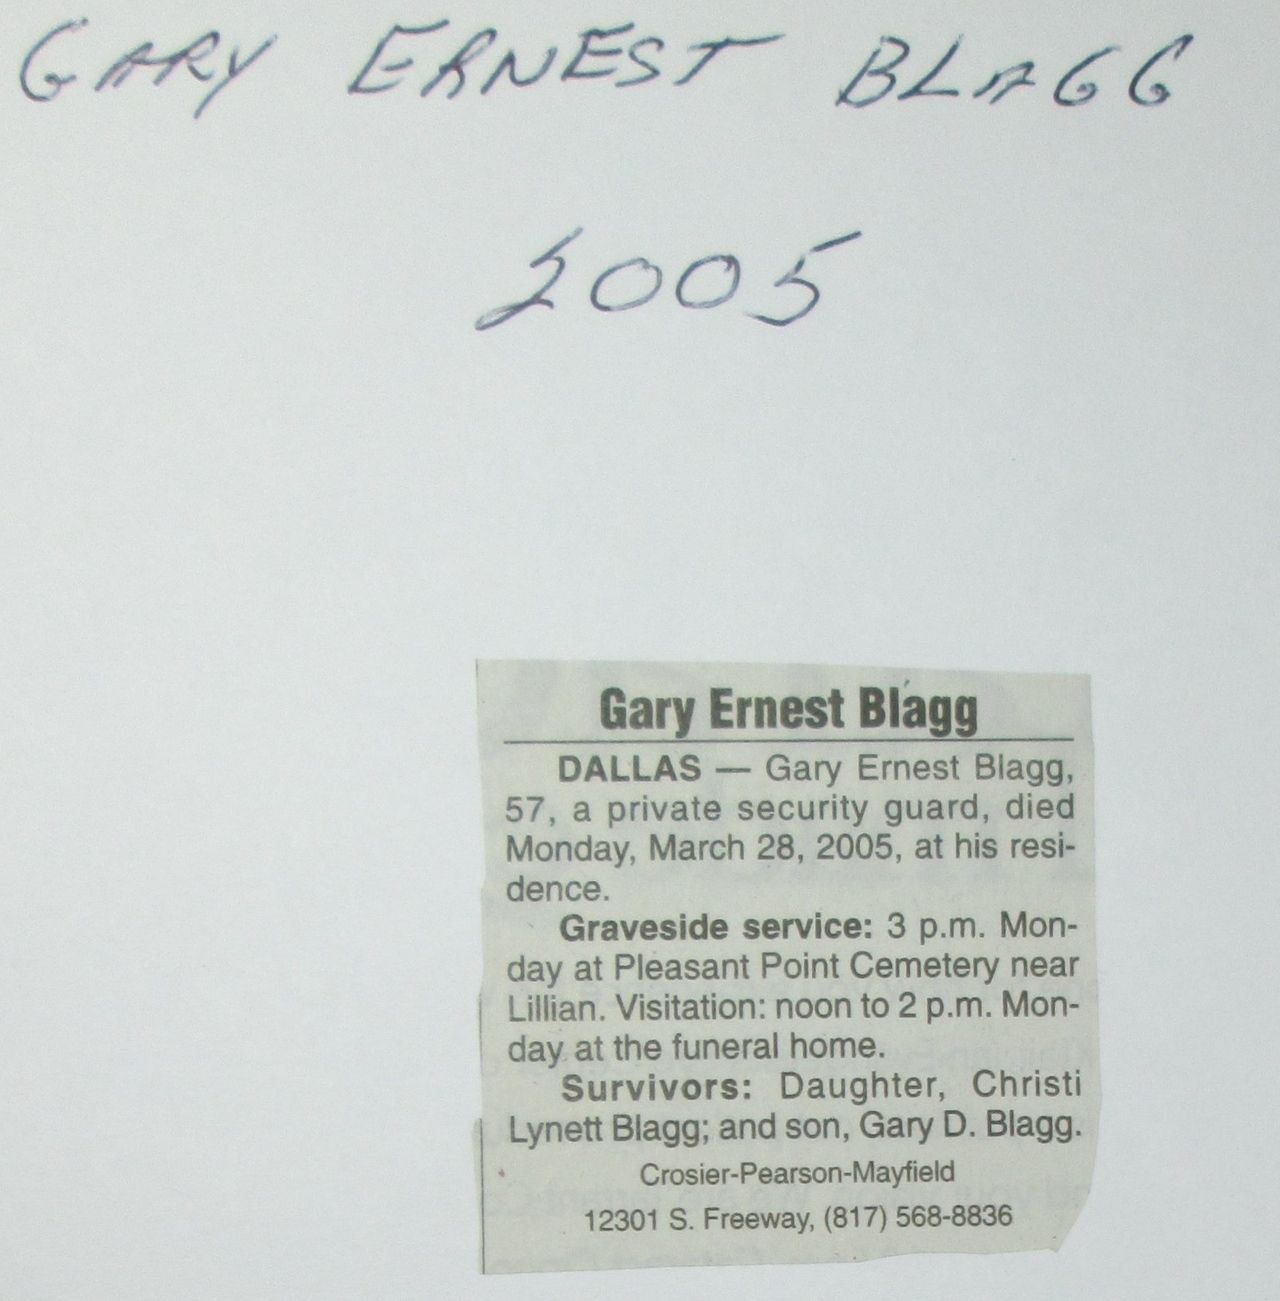 GARY ERNEST BLAGG
2005
Gary Ernest Blagg
DALLAS — Gary Ernest Blagg,
57, a private security guard, died
Monday, March 28, 2005, at his resi-
dence.
Graveside service: 3 p.m. Mon-
day at Pleasant Point Cemetery near
Lillian. Visitation: noon to 2 p.m. Mon-
day at the funeral home.
Survivors: Daughter, Christi
Lynett Blagg; and son, Gary D. Blagg.
Crosier-Pearson-Mayfield
12301 S. Freeway, (817) 568-8836